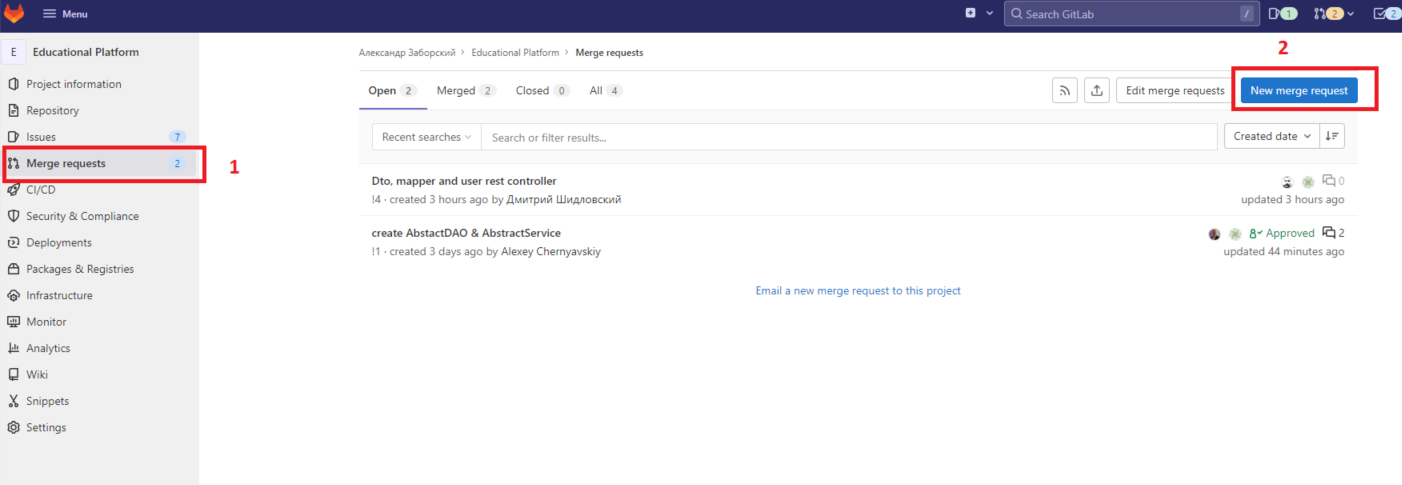 Menu
Search GitLab / 1 2 2
E Educational Platform
Project information
Repository
Issues 7
Merge requests 2
1
CI/CD
Security & Compliance
Deployments
Packages & Registries
Infrastructure
Monitor
Analytics
Wiki
Snippets
Settings
Александр Заборский › Educational Platform › Merge requests
2
Open 2 Merged 2 Closed 0 All 4
Edit merge requests New merge request
Recent searches Search or filter results... Created date
Dto, mapper and user rest controller 0
!4 · created 3 hours ago by Дмитрий Шидловский updated 3 hours ago
create AbstactDAO & AbstractService Approved 2
!1 · created 3 days ago by Alexey Chernyavskiy updated 44 minutes ago
Email a new merge request to this project